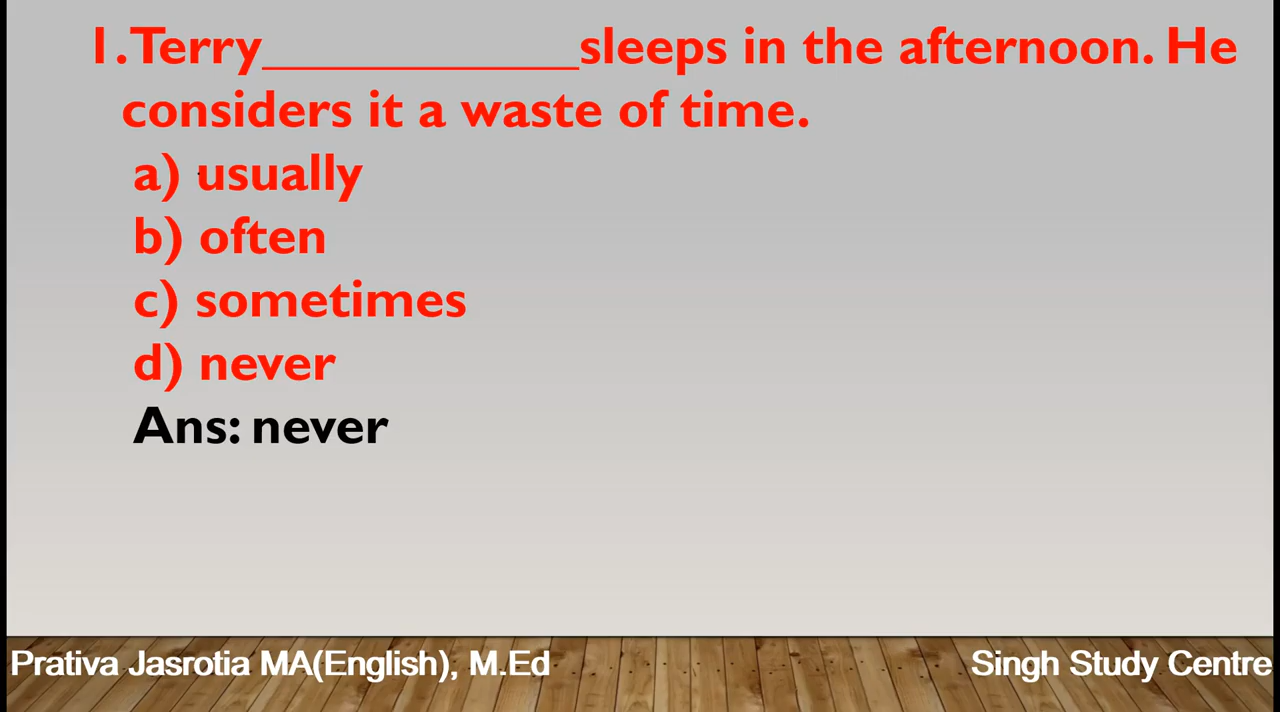 1.Terry____________sleeps in the afternoon. He
considers it a waste of time.
a) usually
b) often
c) sometimes
d) never
Ans: never
Prativa Jasrotia MA(English), M.Ed
Singh Study Centre